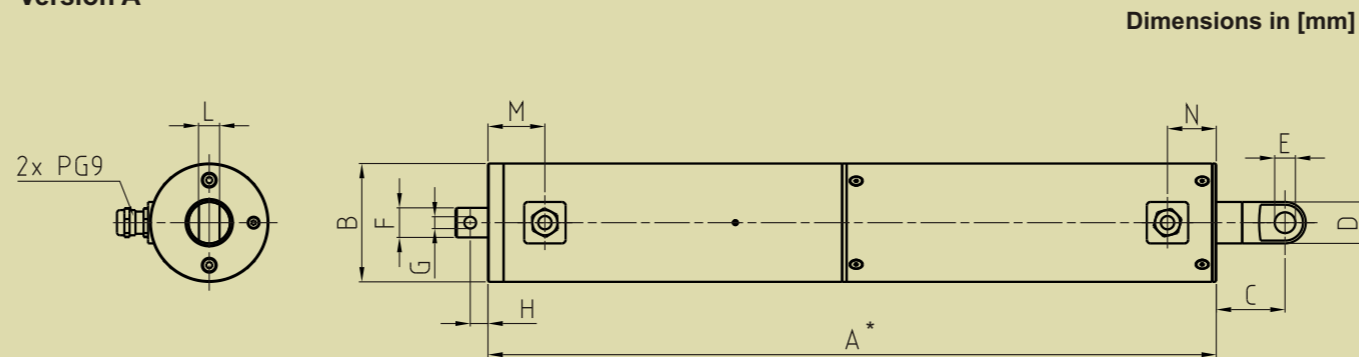 Version A
Dimensions in [mm]
L
2x PG9
M
N
E
B
F
G
D
H
C
A*